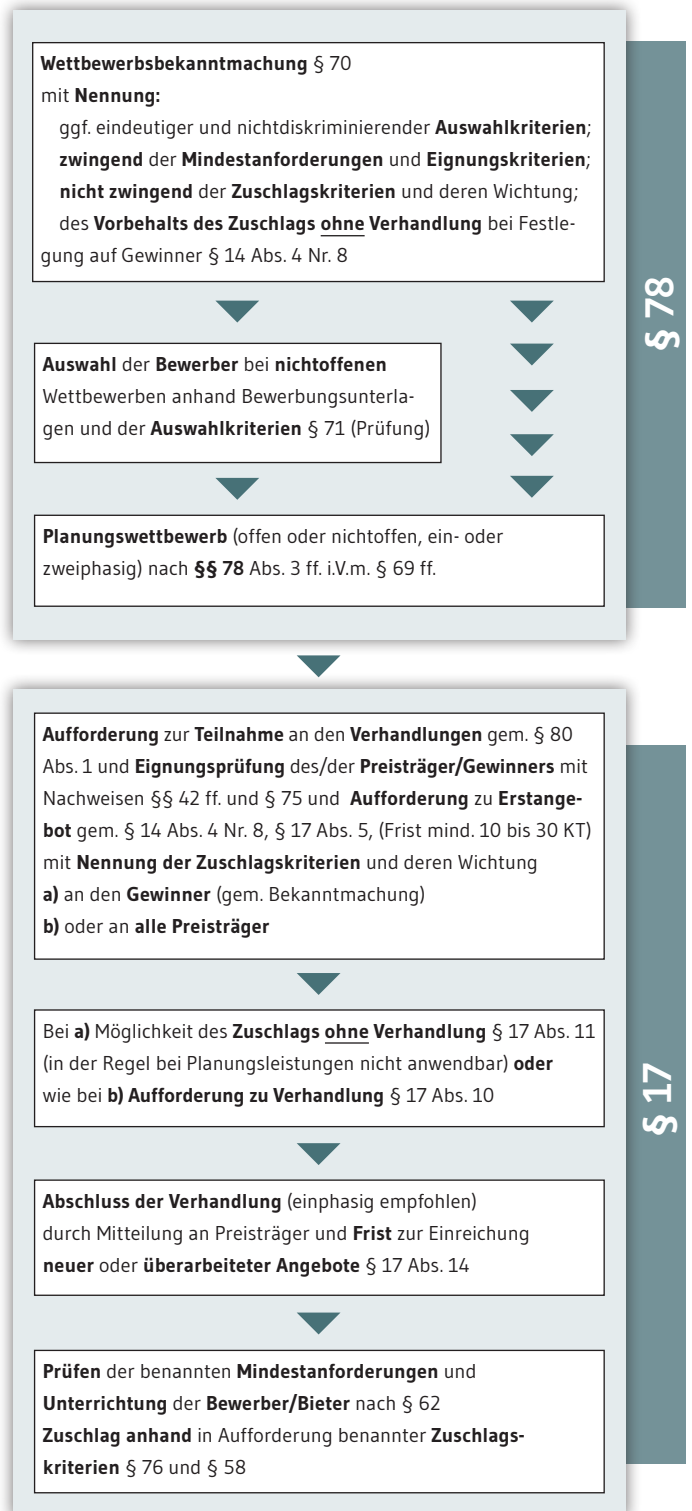 Wettbewerbsbekanntmachung § 70
mit Nennung:
ggf. eindeutiger und nichtdiskriminierender Auswahlkriterien;
zwingend der Mindestanforderungen und Eignungskriterien;
nicht zwingend der Zuschlagskriterien und deren Wichtung;
des Vorbehalts des Zuschlags ohne Verhandlung bei Festle-
gung auf Gewinner § 14 Abs. 4 Nr. 8
Auswahl der Bewerber bei nichtoffenen
Wettbewerben anhand Bewerbungsunterla-
gen und der Auswahlkriterien § 71 (Prüfung)
Planungswettbewerb (offen oder nichtoffen, ein- oder
zweiphasig) nach §§ 78 Abs. 3 ff. i.V.m. § 69 ff.
§ 78
Aufforderung zur Teilnahme an den Verhandlungen gem. § 80
Abs. 1 und Eignungsprüfung des/der Preisträger/Gewinners mit
Nachweisen §§ 42 ff. und § 75 und Aufforderung zu Erstange-
bot gem. § 14 Abs. 4 Nr. 8, § 17 Abs. 5, (Frist mind. 10 bis 30 KT)
mit Nennung der Zuschlagskriterien und deren Wichtung
a) an den Gewinner (gem. Bekanntmachung)
b) oder an alle Preisträger
Bei a) Möglichkeit des Zuschlags ohne Verhandlung § 17 Abs. 11
(in der Regel bei Planungsleistungen nicht anwendbar) oder
wie bei b) Aufforderung zu Verhandlung § 17 Abs. 10
Abschluss der Verhandlung (einphasig empfohlen)
durch Mitteilung an Preisträger und Frist zur Einreichung
neuer oder überarbeiteter Angebote § 17 Abs. 14
Prüfen der benannten Mindestanforderungen und
Unterrichtung der Bewerber/Bieter nach § 62
Zuschlag anhand in Aufforderung benannter Zuschlags-
kriterien § 76 und § 58
§ 17